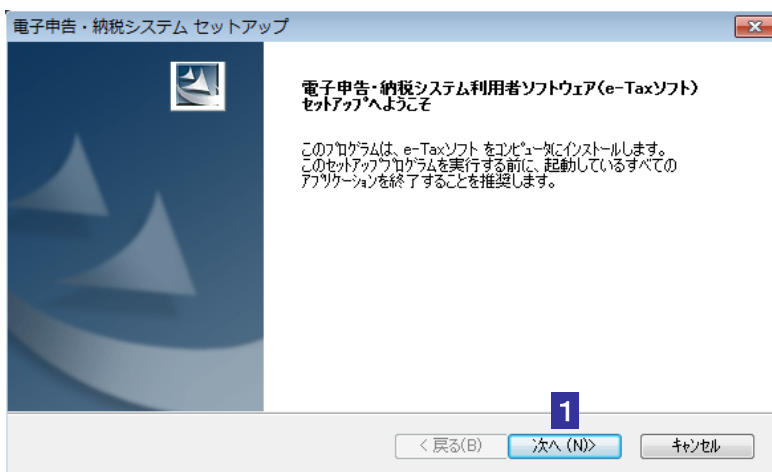 電子申告・納税システム セットアップ
電子申告・納税システム利用者ソフトウェア(e-Taxソフト)
セットアップへようこそ
このプログラムは、e-Taxソフト をコンピュータにインストールします。
このセットアッププログラムを実行する前に、起動しているすべての
アプリケーションを終了することを推奨します。
1
< 戻る(B) 次へ (N)> キャンセル